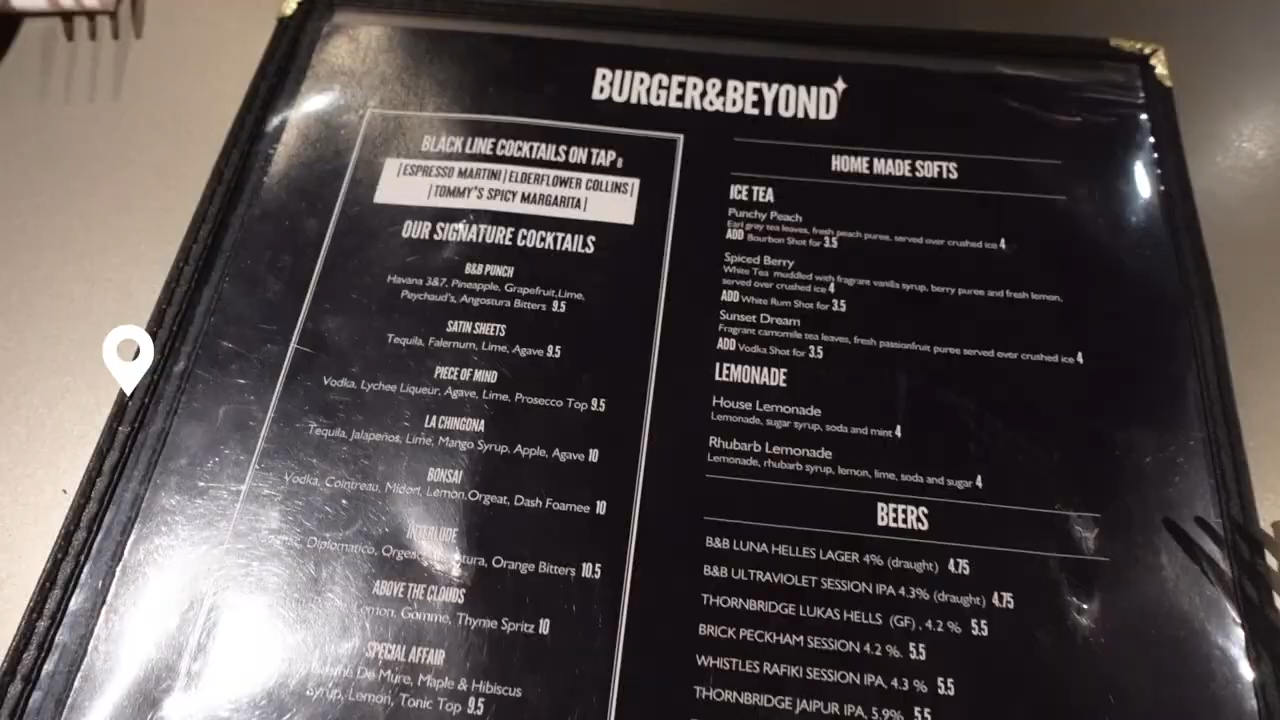 BURGER&BEYOND
BLACK LINE COCKTAILS ON TAP 8
|ESPRESSO MARTINI|ELDERFLOWER COLLINS|
|TOMMY'S SPICY MARGARITA|
OUR SIGNATURE COCKTAILS
B&B PUNCH
Havana 3&7, Pineapple, Grapefruit,Lime,
Peychaud's, Angostura Bitters 9.5
SATIN SHEETS
Tequila, Falernum, Lime, Agave 9.5
PIECE OF MIND
Vodka, Lychee Liqueur, Agave, Lime, Prosecco Top 9.5
LA CHINGONA
Tequila, Jalapeños, Lime, Mango Syrup, Apple, Agave 10
BONSAI
Vodka, Cointreau, Midori, Lemon,Orgeat, Dash Foamee 10
INTERLUDE
Diplomatico, Orange Bitters 10.5
ABOVE THE CLOUDS
Lemon, Gomme, Thyme Spritz 10
SPECIAL AFFAIR
De Mure, Maple & Hibiscus
Syrup, Lemon, Tonic Top 9.5
HOME MADE SOFTS
ICE TEA
Punchy Peach
Earl grey tea leaves, fresh peach puree, served over crushed ice 4
ADD Bourbon Shot for 3.5
Spiced Berry
White Tea muddled with fragrant vanilla syrup, berry puree and fresh lemon,
served over crushed ice 4
ADD White Rum Shot for 3.5
Sunset Dream
Fragrant camomile tea leaves, fresh passionfruit puree served over crushed ice 4
ADD Vodka Shot for 3.5
LEMONADE
House Lemonade
Lemonade, sugar syrup, soda and mint 4
Rhubarb Lemonade
Lemonade, rhubarb syrup, lemon, lime, soda and sugar 4
BEERS
B&B LUNA HELLES LAGER 4% (draught) 4.75
B&B ULTRAVIOLET SESSION IPA 4.3% (draught) 4.75
THORNBRIDGE LUKAS HELLS (GF) , 4.2 % 5.5
BRICK PECKHAM SESSION 4.2 %. 5.5
WHISTLES RAFIKI SESSION IPA, 4.3 % 5.5
THORNBRIDGE JAIPUR IPA, 5.9% 5.5